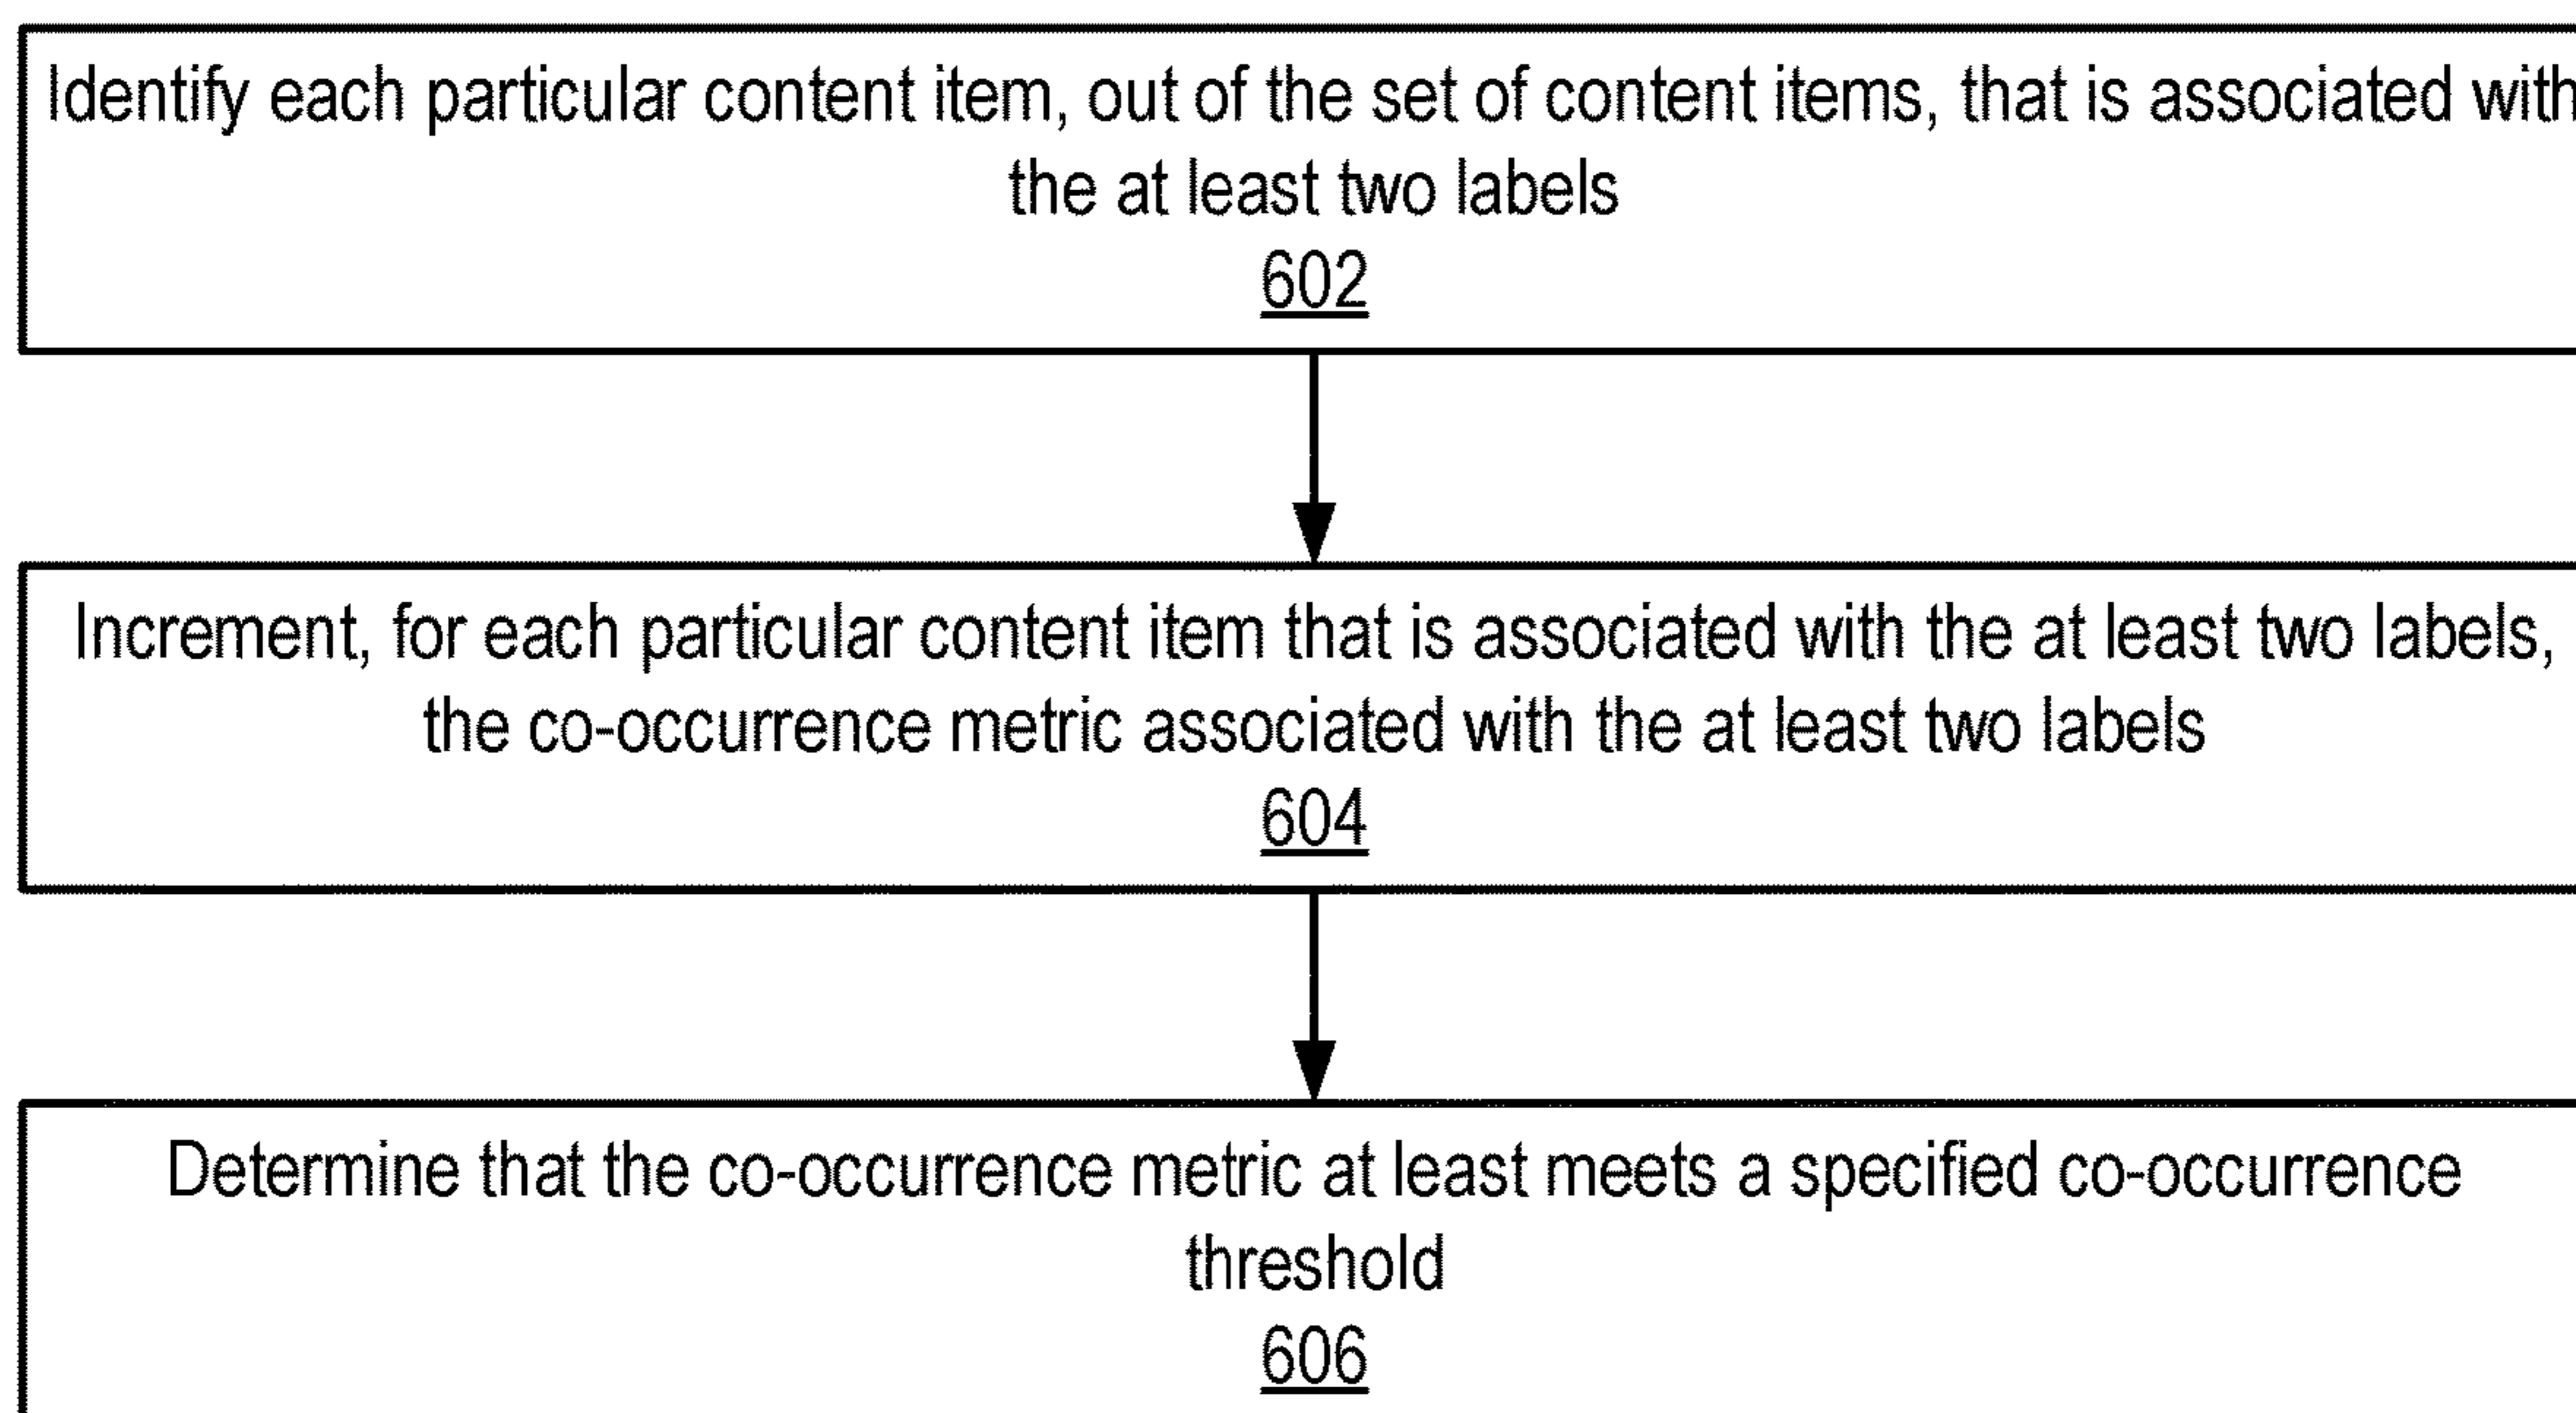 Identify each particular content item, out of the set of content items, that is associated with
the at least two labels
602
Increment, for each particular content item that is associated with the at least two labels,
the co-occurrence metric associated with the at least two labels
604
Determine that the co-occurrence metric at least meets a specified co-occurrence
threshold
606